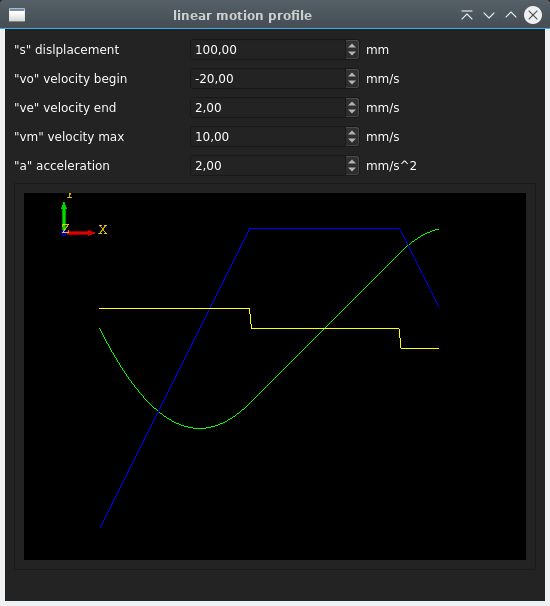 linear motion profile
"s" dislplacement 100,00 mm
"vo" velocity begin -20,00 mm/s
"ve" velocity end 2,00 mm/s
"vm" velocity max 10,00 mm/s
"a" acceleration 2,00 mm/s^2
Y
Z X